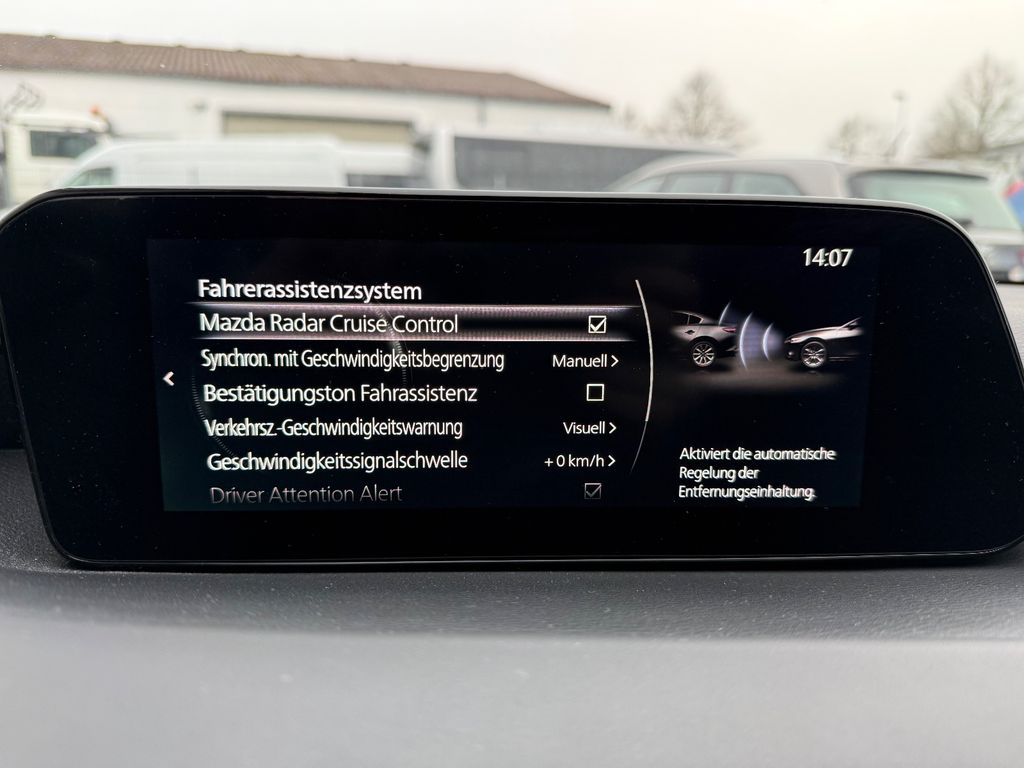 14:07
Fahrerassistenzsystem
Mazda Radar Cruise Control
Synchron. mit Geschwindigkeitsbegrenzung Manuell
Bestätigungston Fahrassistenz
Verkehrsz.-Geschwindigkeitswarnung Visuell
Geschwindigkeitssignalschwelle +0 km/h
Driver Attention Alert
Aktiviert die automatische
Regelung der
Entfernungseinhaltung.